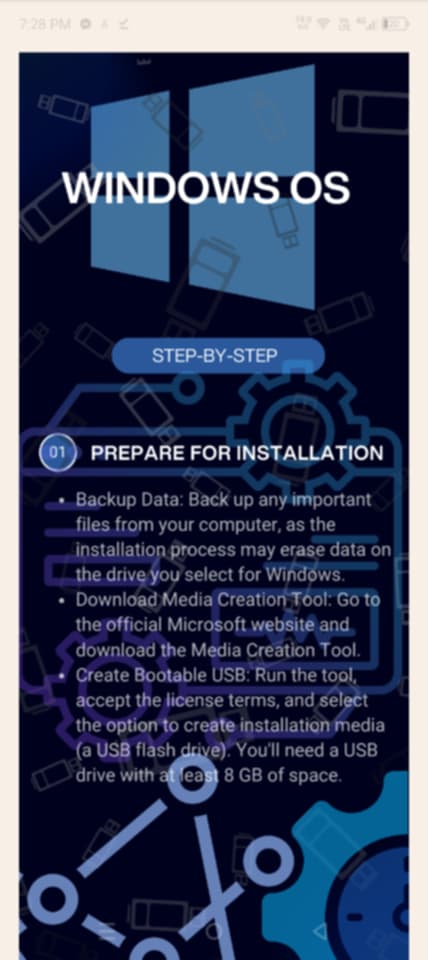 7:28 PM
WINDOWS OS
STEP-BY-STEP
01 PREPARE FOR INSTALLATION
• Backup Data: Back up any important
files from your computer, as the
installation process may erase data on
the drive you select for Windows.
• Download Media Creation Tool: Go to
the official Microsoft website and
download the Media Creation Tool.
• Create Bootable USB: Run the tool,
accept the license terms, and select
the option to create installation media
(a USB flash drive). You'll need a USB
drive with at least 8 GB of space.